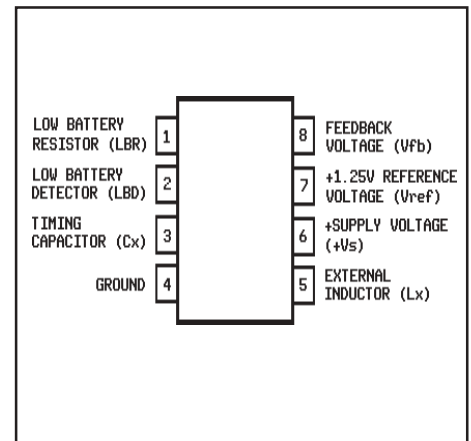 LOW BATTERY
RESISTOR (LBR)
1
LOW BATTERY
DETECTOR (LBD)
2
TIMING
CAPACITOR (Cx)
3
GROUND
4
8
FEEDBACK
VOLTAGE (Vfb)
7
+1.25V REFERENCE
VOLTAGE (Vref)
6
+SUPPLY VOLTAGE
(+Vs)
5
EXTERNAL
INDUCTOR (Lx)